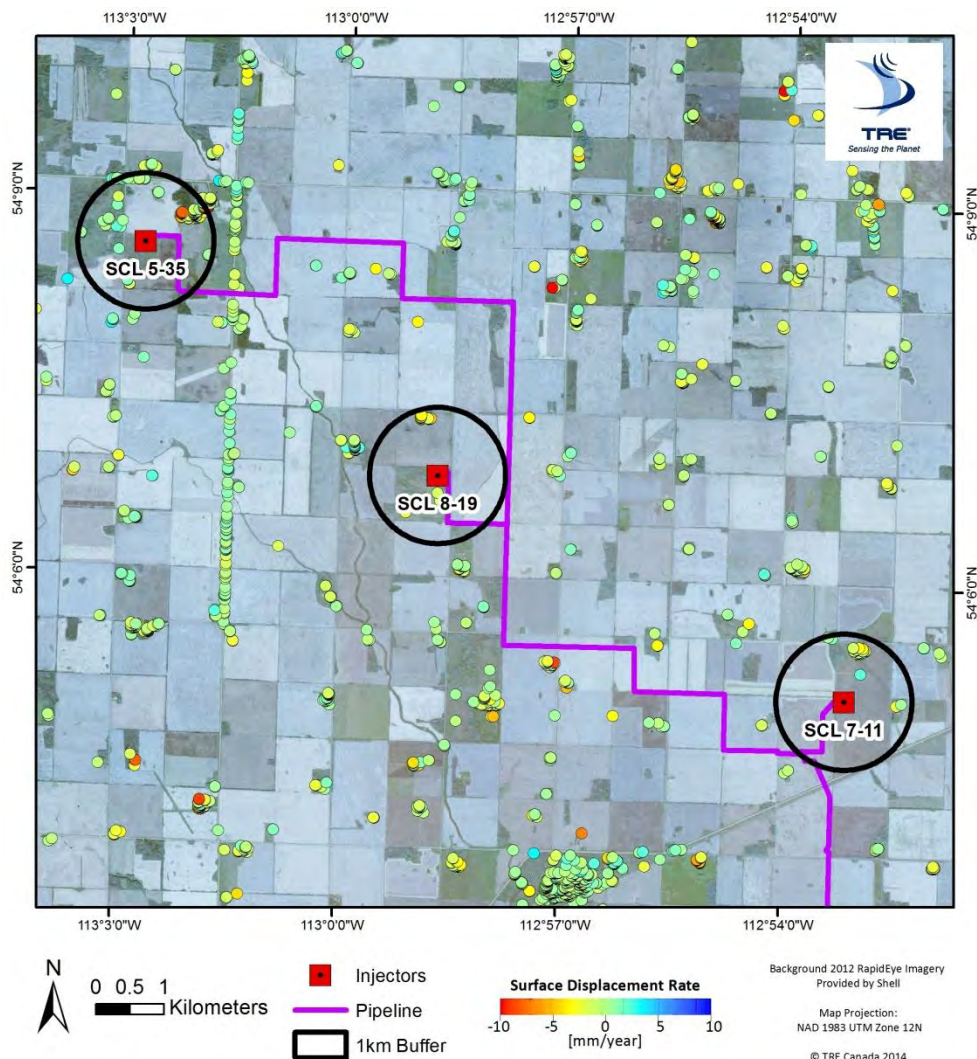 113°3'0"W 113°0'0"W 112°57'0"W 112°54'0"W
TRE
Sensing the Planet
54°9'0"N
54°9'0"N
SCL 5-35
SCL 8-19
54°6'0"N
54°6'0"N
SCL 7-11
113°3'0"W 113°0'0"W 112°57'0"W 112°54'0"W
N
0 0.5 1
Kilometers
Injectors
Pipeline
1km Buffer
Surface Displacement Rate
-10 -5 0 5 10
[mm/year]
Background 2012 RapidEye Imagery
Provided by Shell
Map Projection:
NAD 1983 UTM Zone 12N
© TRE Canada 2014